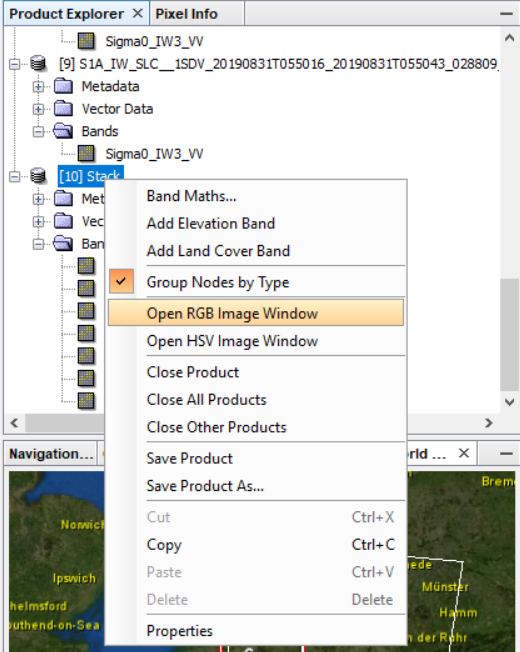 Product Explorer × Pixel Info
Sigma0_IW3_VV
[9] S1A_IW_SLC__1SDV_20190831T055016_20190831T055043_028809_
Metadata
Vector Data
Bands
Sigma0_IW3_VV
[10] Stack
Met
Vec
Ban
Band Maths...
Add Elevation Band
Add Land Cover Band
Group Nodes by Type
Open RGB Image Window
Open HSV Image Window
Close Product
Close All Products
Close Other Products
Save Product
Save Product As...
Cut Ctrl+X
Copy Ctrl+C
Paste Ctrl+V
Delete Delete
Properties
Navigation... rld ... ×
Breme
Norwich
Ipswich
helmsford
uthend-on-Sea
ede
Münster
Hamm
n der Ruhr